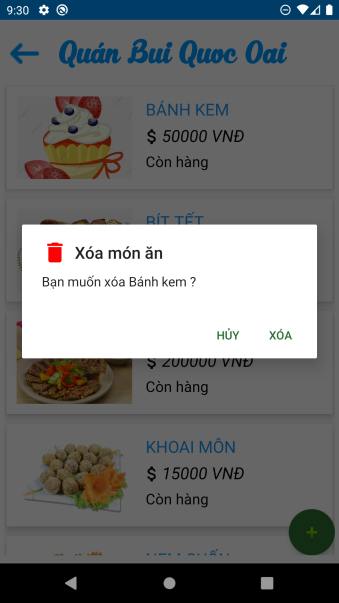 9:30
Quán Bui Quoc Oai
BÁNH KEM
$ 50000 VNĐ
Còn hàng
BÍT TẾT
Xóa món ăn
Bạn muốn xóa Bánh kem ?
HỦY XÓA
$ 200000 VNĐ
Còn hàng
KHOAI MÔN
$ 15000 VNĐ
Còn hàng